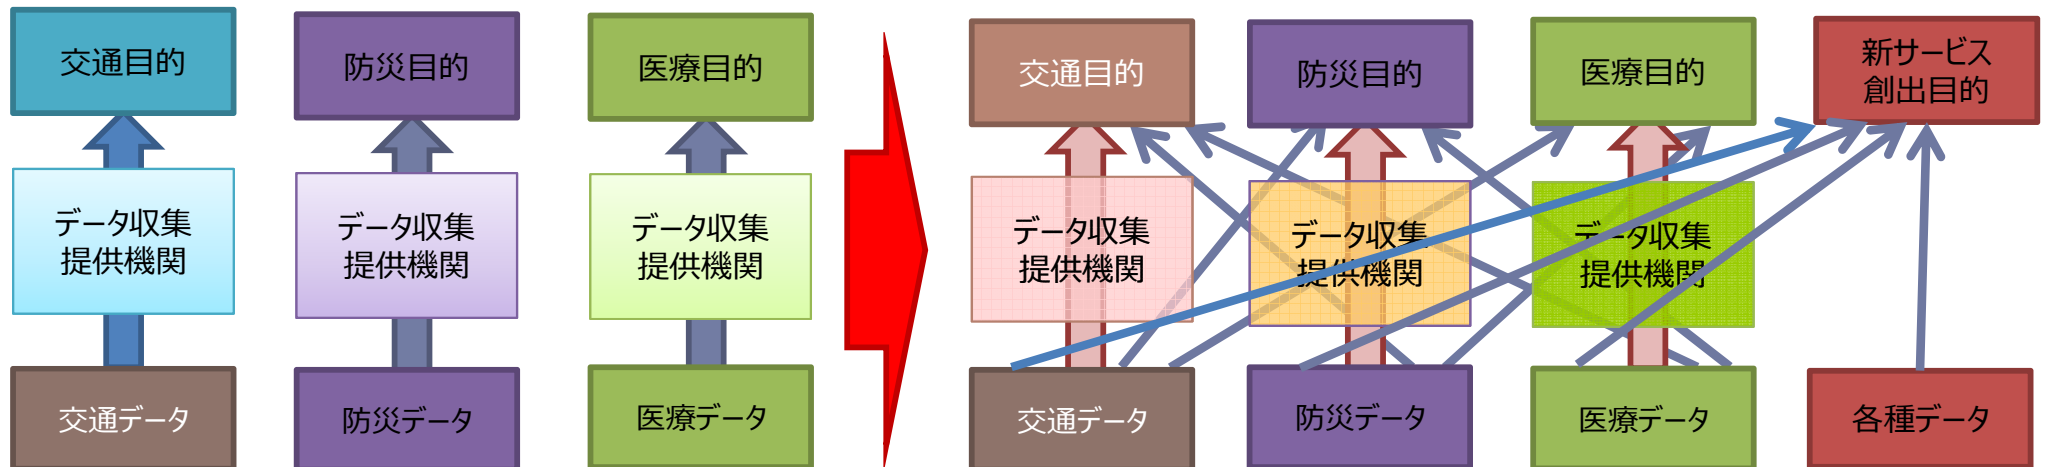 交通目的
防災目的
医療目的
データ収集
提供機関
データ収集
提供機関
データ収集
提供機関
交通データ
防災データ
医療データ
交通目的
防災目的
医療目的
新サービス
創出目的
データ収集
提供機関
データ収集
提供機関
データ収集
提供機関
交通データ
防災データ
医療データ
各種データ